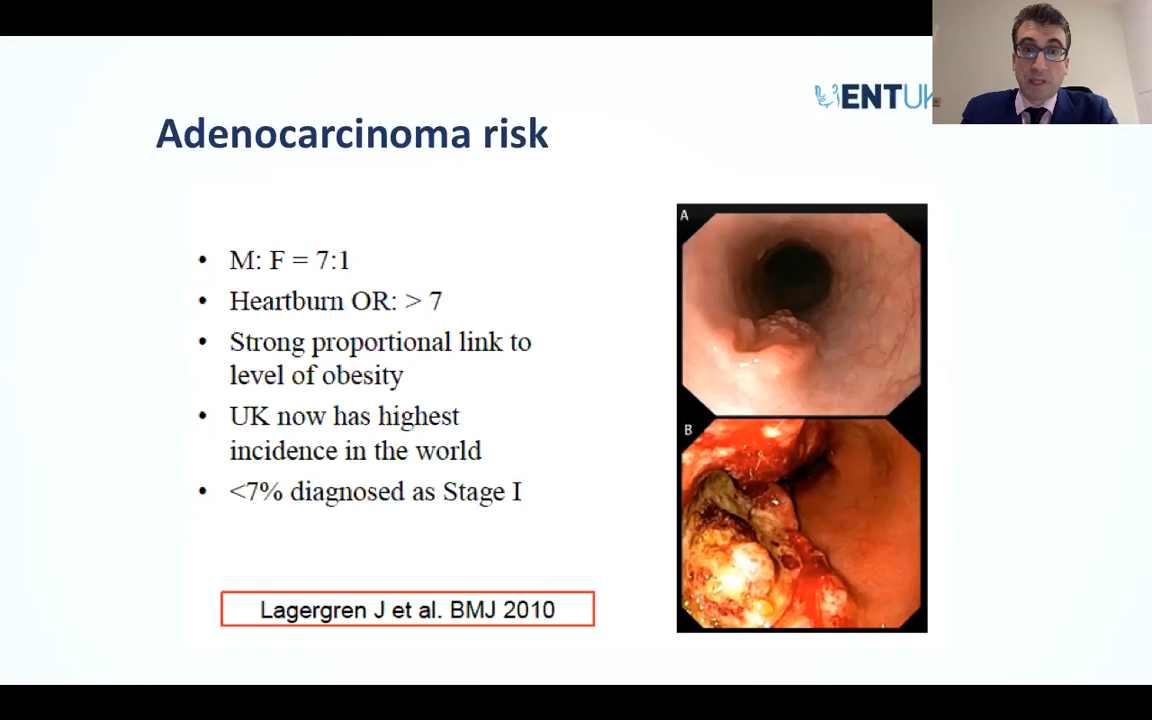 ENTUK
Adenocarcinoma risk
• M: F = 7:1
• Heartburn OR: > 7
• Strong proportional link to
level of obesity
• UK now has highest
incidence in the world
• <7% diagnosed as Stage I
Lagergren J et al. BMJ 2010
A
B